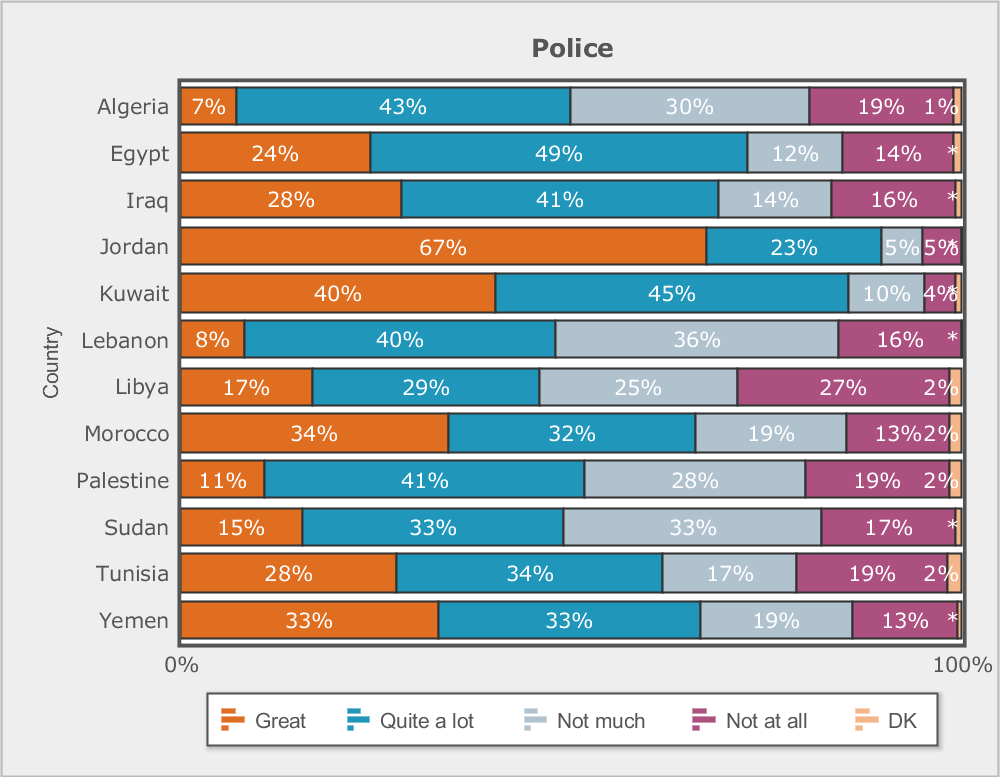 Police
Algeria 7% 43% 30% 19% 1%
Egypt 24% 49% 12% 14% *
Iraq 28% 41% 14% 16% *
Jordan 67% 23% 5% 5% *
Kuwait 40% 45% 10% 4% *
Lebanon 8% 40% 36% 16% *
Libya 17% 29% 25% 27% 2%
Morocco 34% 32% 19% 13% 2%
Palestine 11% 41% 28% 19% 2%
Sudan 15% 33% 33% 17% *
Tunisia 28% 34% 17% 19% 2%
Yemen 33% 33% 19% 13% *
Country
0% 100%
Great Quite a lot Not much Not at all DK